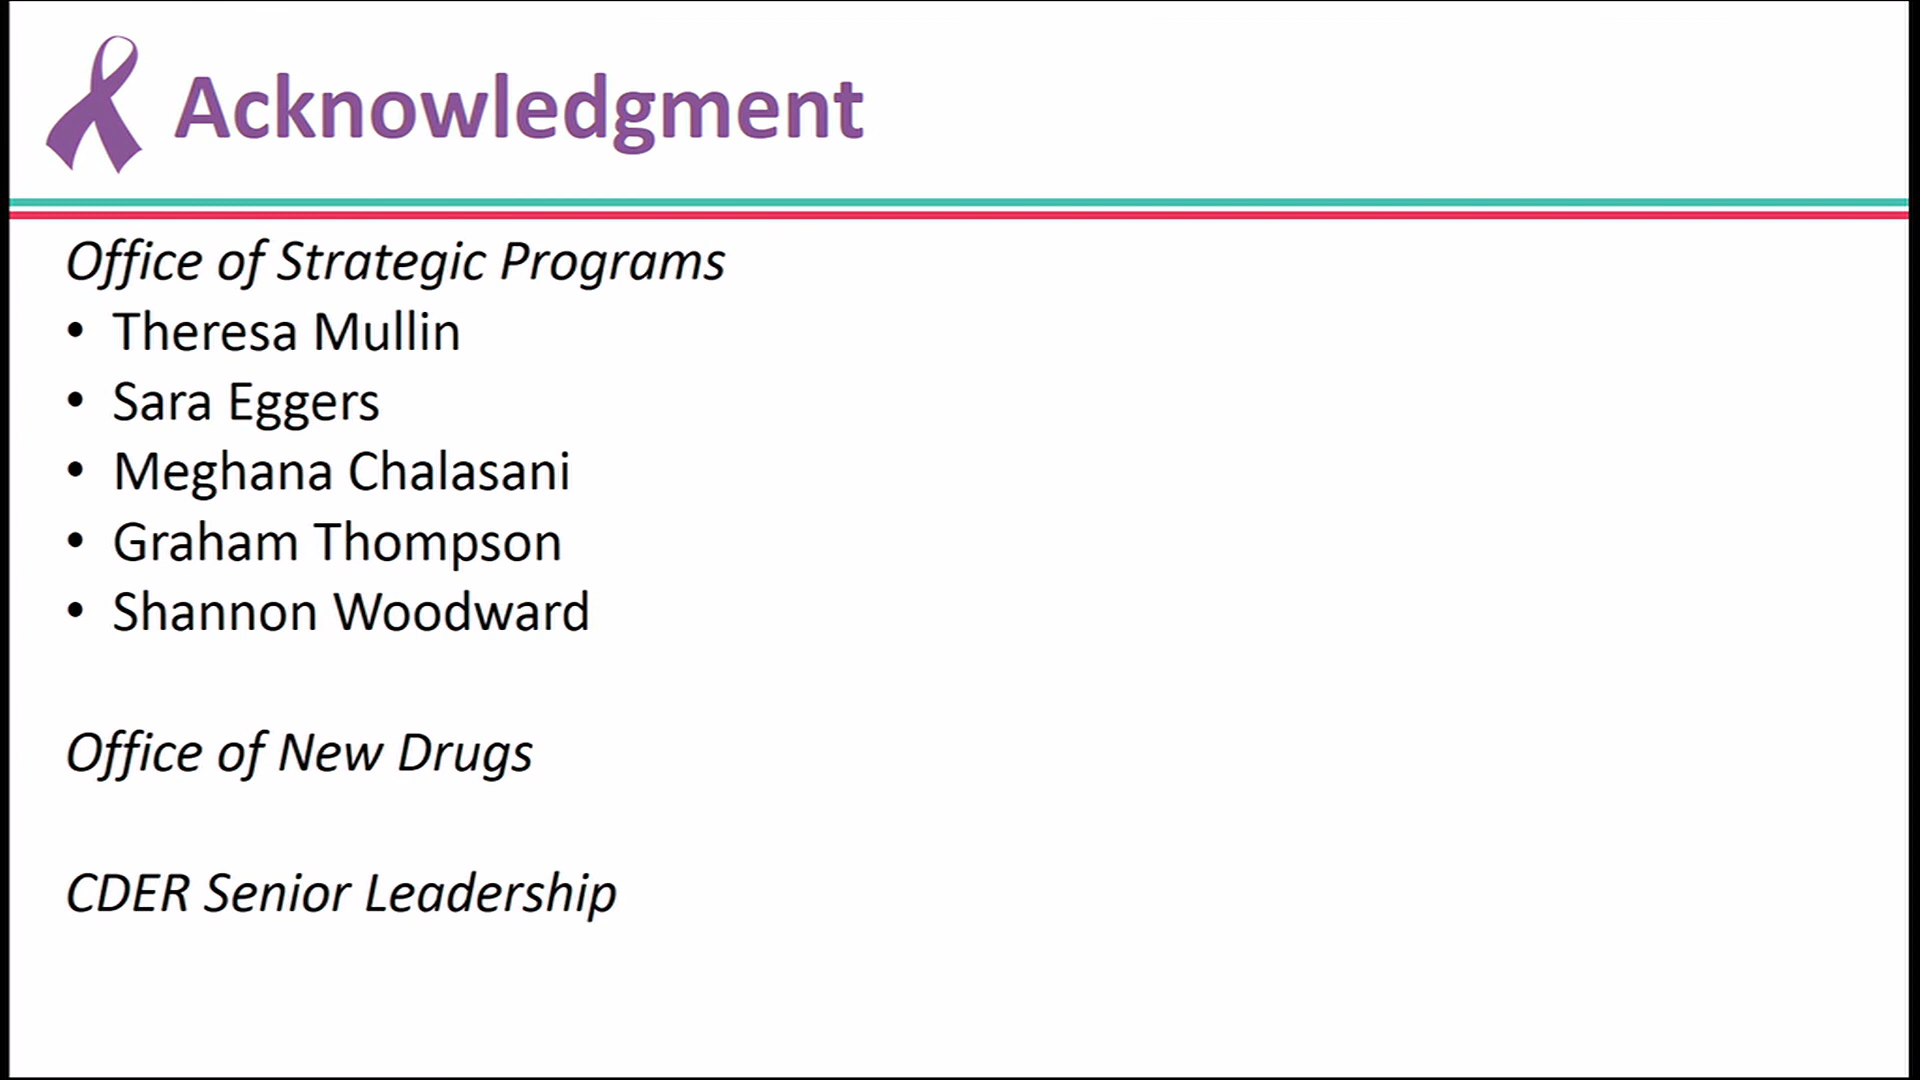 Acknowledgment
Office of Strategic Programs
• Theresa Mullin
• Sara Eggers
• Meghana Chalasani
• Graham Thompson
• Shannon Woodward
Office of New Drugs
CDER Senior Leadership